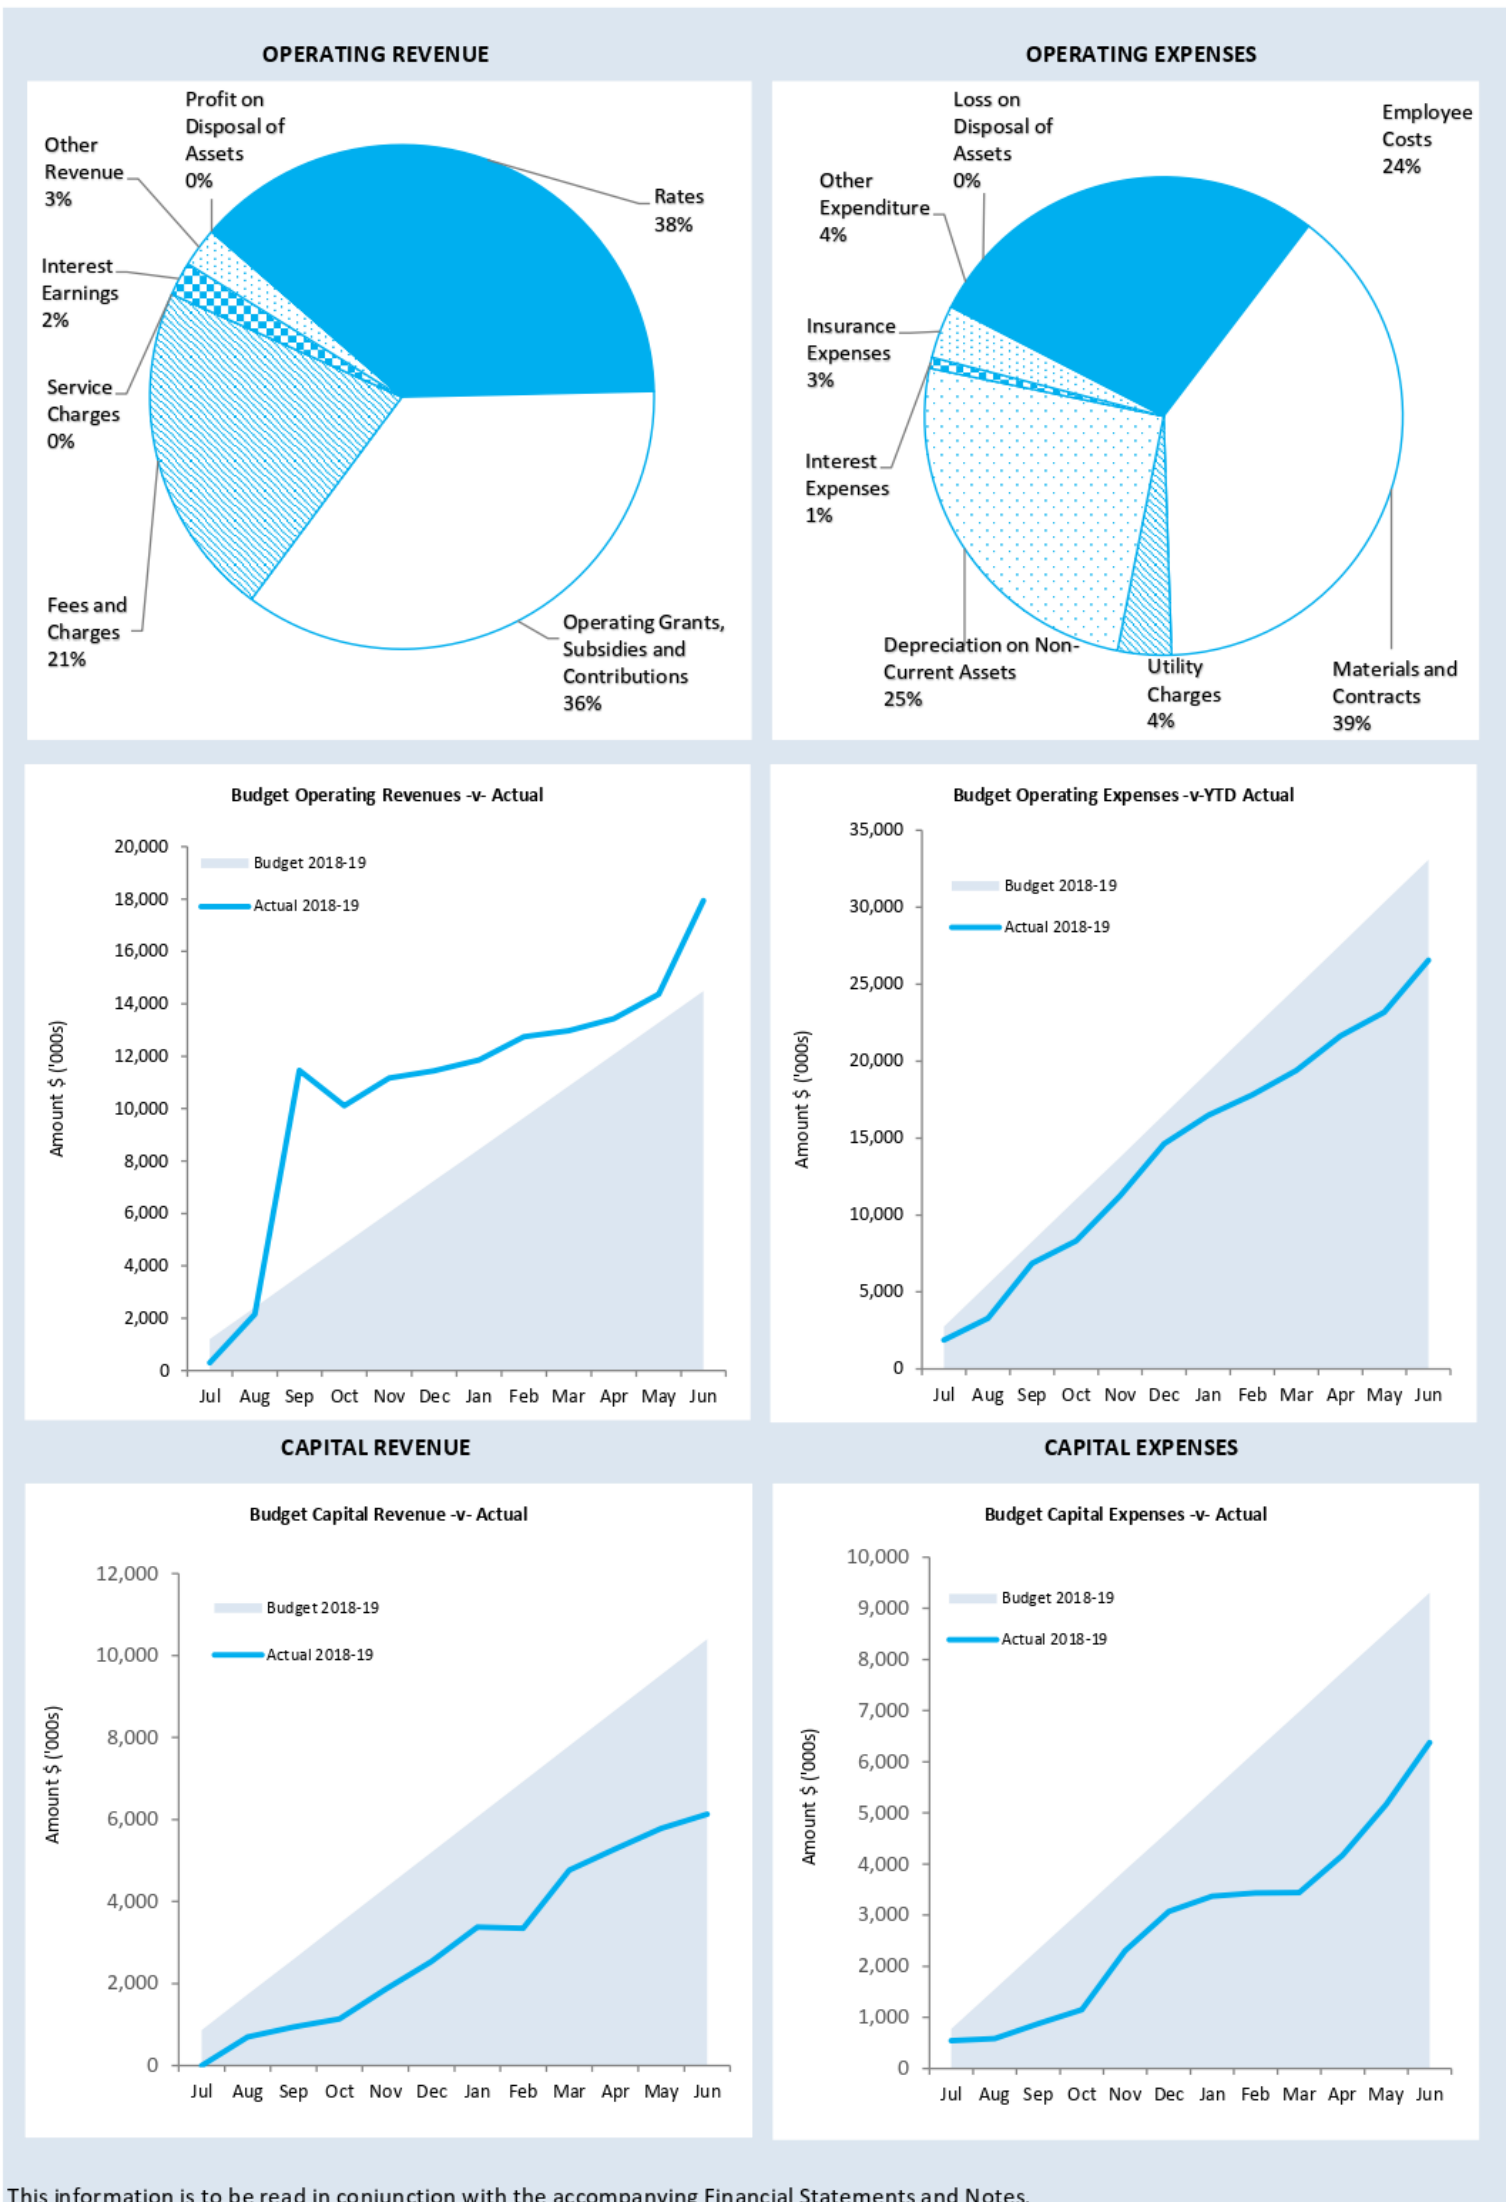 OPERATING REVENUE
Profit on
Disposal of
Assets
0%
Other
Revenue
3%
Rates
38%
Interest
Earnings
2%
Service
Charges
0%
Fees and
Charges
21%
Operating Grants,
Subsidies and
Contributions
36%
OPERATING EXPENSES
Loss on
Disposal of
Assets
0%
Employee
Costs
24%
Other
Expenditure
4%
Insurance
Expenses
3%
Interest
Expenses
1%
Depreciation on Non-
Current Assets
25%
Utility
Charges
4%
Materials and
Contracts
39%
Budget Operating Revenues -v- Actual
Budget 2018-19
Actual 2018-19
Amount $ ('000s)
20,000
18,000
16,000
14,000
12,000
10,000
8,000
6,000
4,000
2,000
0
Jul Aug Sep Oct Nov Dec Jan Feb Mar Apr May Jun
Budget Operating Expenses -v-YTD Actual
Budget 2018-19
Actual 2018-19
Amount $ ('000s)
35,000
30,000
25,000
20,000
15,000
10,000
5,000
0
Jul Aug Sep Oct Nov Dec Jan Feb Mar Apr May Jun
CAPITAL REVENUE
Budget Capital Revenue -v- Actual
Budget 2018-19
Actual 2018-19
Amount $ ('000s)
12,000
10,000
8,000
6,000
4,000
2,000
0
Jul Aug Sep Oct Nov Dec Jan Feb Mar Apr May Jun
CAPITAL EXPENSES
Budget Capital Expenses -v- Actual
Budget 2018-19
Actual 2018-19
Amount $ ('000s)
10,000
9,000
8,000
7,000
6,000
5,000
4,000
3,000
2,000
1,000
0
Jul Aug Sep Oct Nov Dec Jan Feb Mar Apr May Jun
This information is to be read in conjunction with the accompanying Financial Statements and Notes.